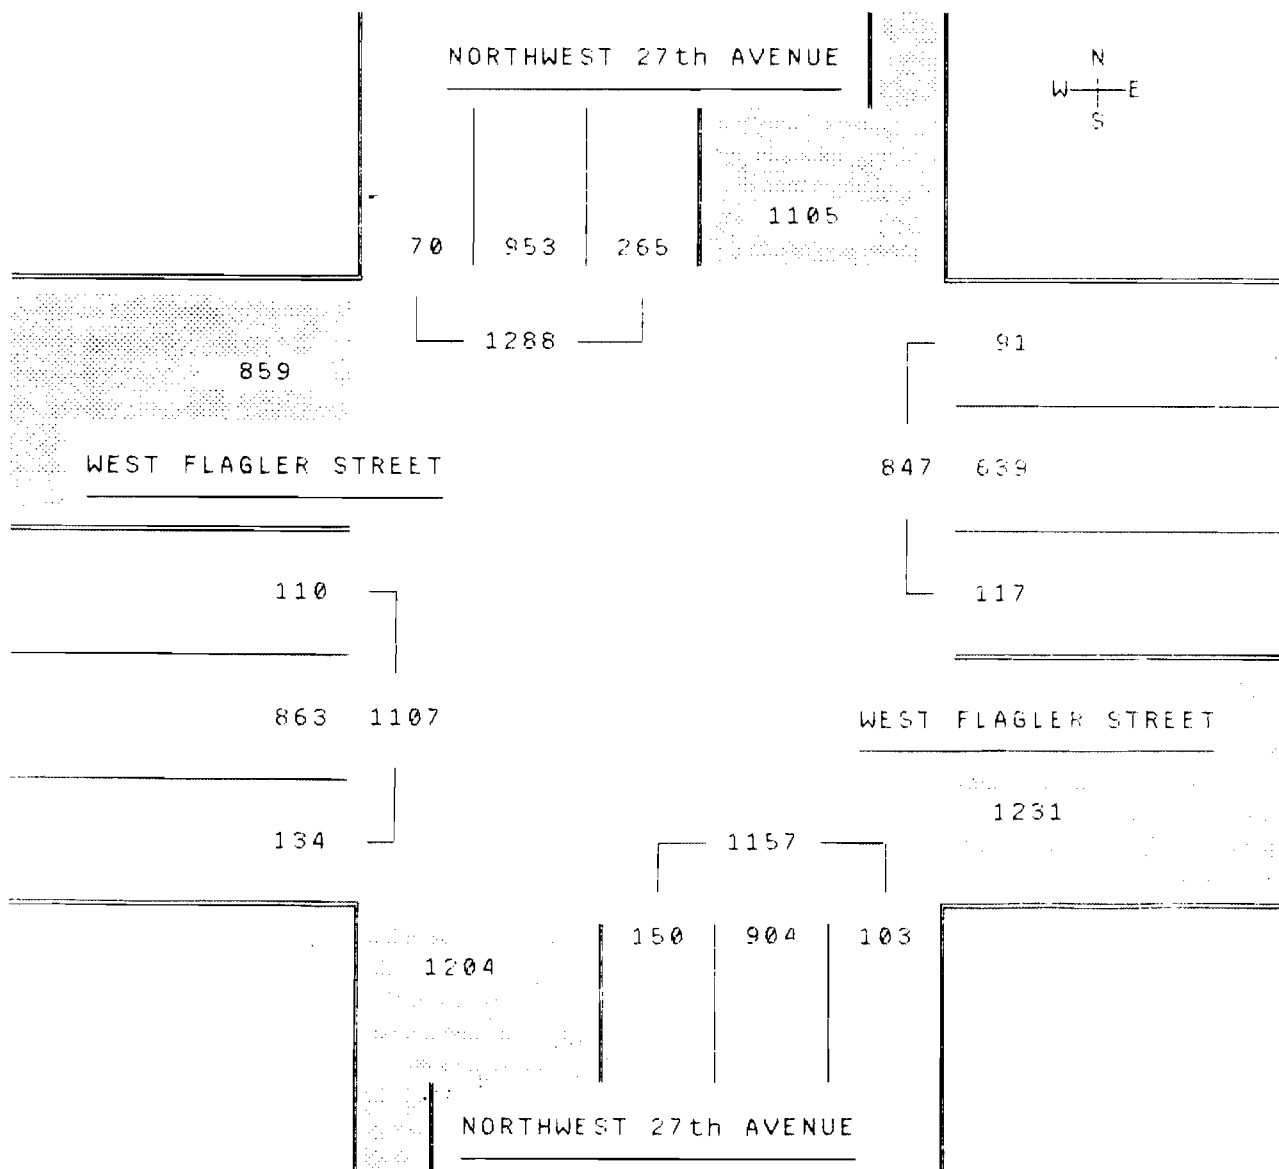 NORTHWEST 27th AVENUE
N
W E
S
1105
70 953 265
1288
91
859
WEST FLAGLER STREET
847 639
110
117
863 1107
WEST FLAGLER STREET
1231
134
1157
150 904 103
1204
NORTHWEST 27th AVENUE